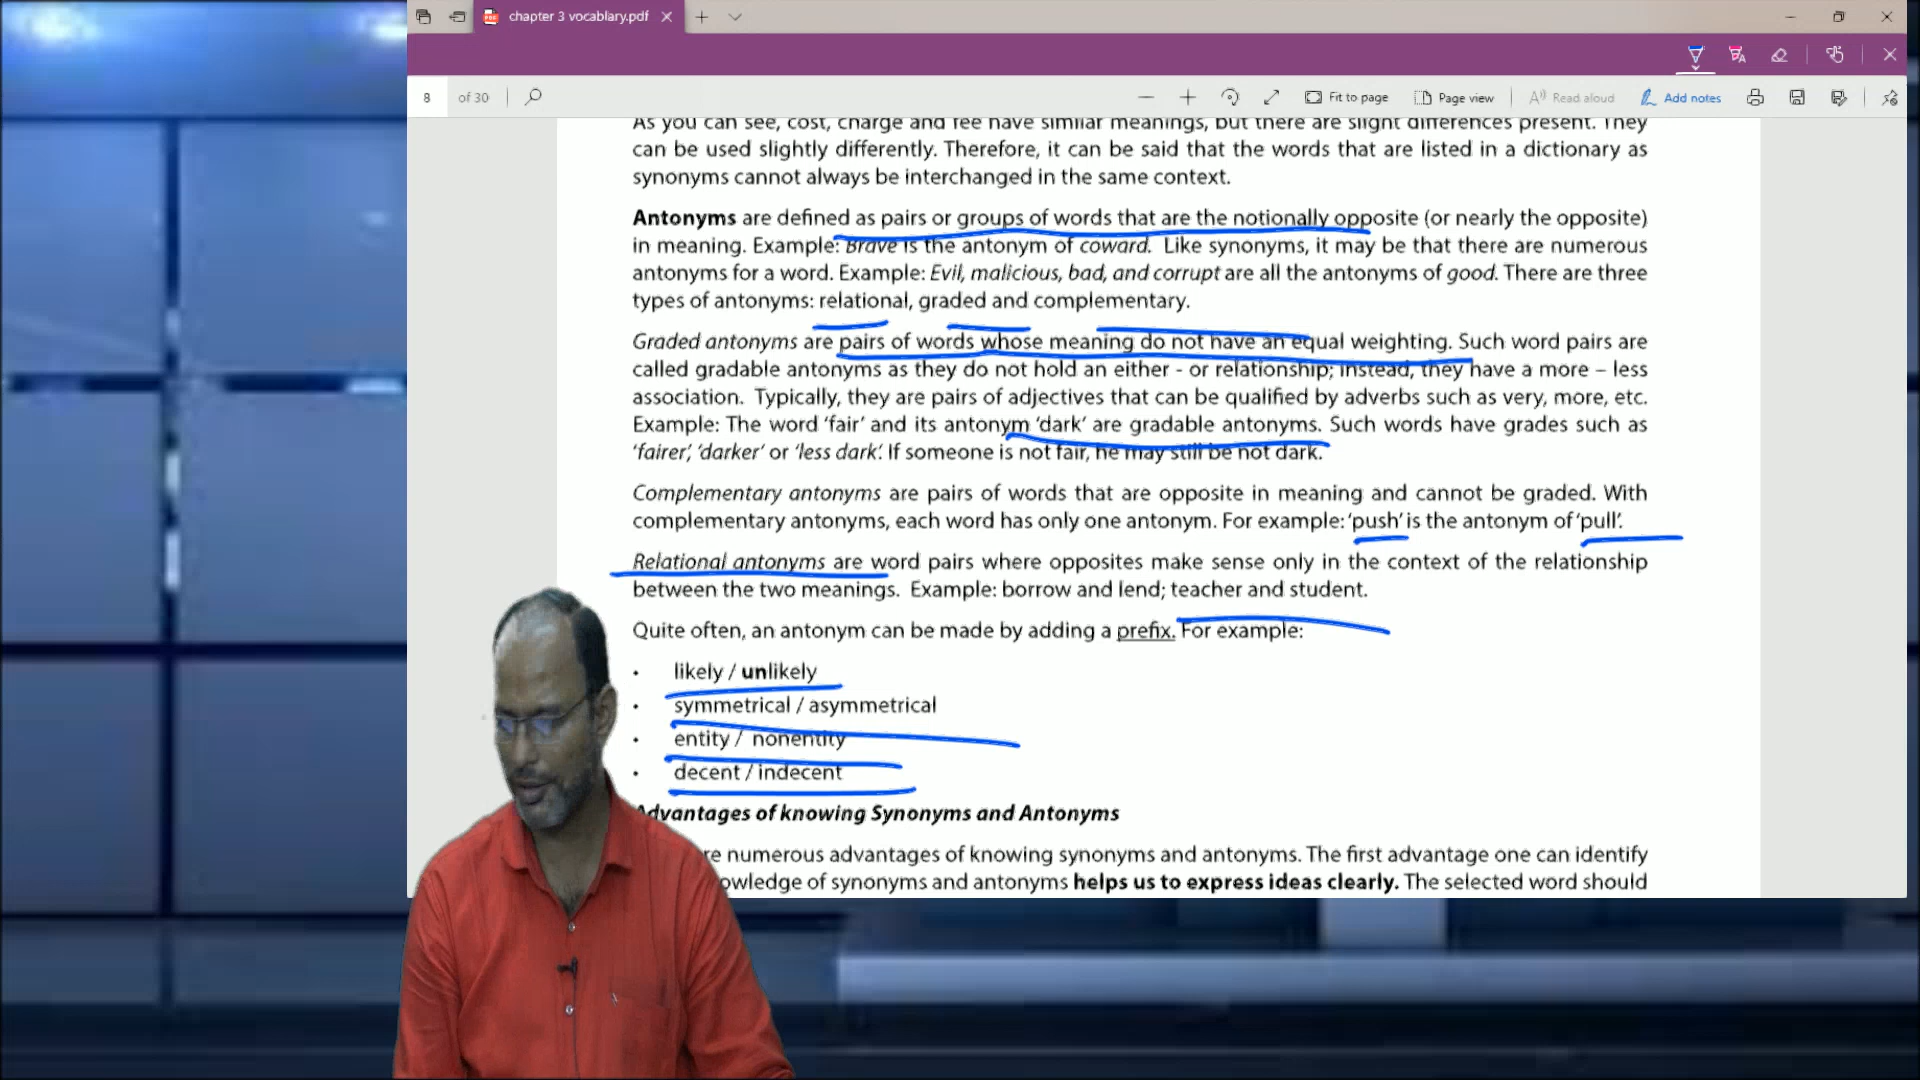 chapter 3 vocablary.pdf
8 of 30
Fit to page
Page view
Read aloud
Add notes
As you can see, cost, charge and fee have similar meanings, but there are slight differences present. They
can be used slightly differently. Therefore, it can be said that the words that are listed in a dictionary as
synonyms cannot always be interchanged in the same context.
Antonyms are defined as pairs or groups of words that are the notionally opposite (or nearly the opposite)
in meaning. Example: Brave is the antonym of coward. Like synonyms, it may be that there are numerous
antonyms for a word. Example: Evil, malicious, bad, and corrupt are all the antonyms of good. There are three
types of antonyms: relational, graded and complementary.
Graded antonyms are pairs of words whose meaning do not have an equal weighting. Such word pairs are
called gradable antonyms as they do not hold an either - or relationship; instead, they have a more – less
association. Typically, they are pairs of adjectives that can be qualified by adverbs such as very, more, etc.
Example: The word ‘fair’ and its antonym ‘dark’ are gradable antonyms. Such words have grades such as
‘fairer’, ‘darker’ or ‘less dark’. If someone is not fair, he may still be not dark.
Complementary antonyms are pairs of words that are opposite in meaning and cannot be graded. With
complementary antonyms, each word has only one antonym. For example: ‘push’ is the antonym of ‘pull’.
Relational antonyms are word pairs where opposites make sense only in the context of the relationship
between the two meanings. Example: borrow and lend; teacher and student.
Quite often, an antonym can be made by adding a prefix. For example:
• likely / unlikely
• symmetrical / asymmetrical
• entity / nonentity
• decent / indecent
Advantages of knowing Synonyms and Antonyms
re numerous advantages of knowing synonyms and antonyms. The first advantage one can identify
owledge of synonyms and antonyms helps us to express ideas clearly. The selected word should